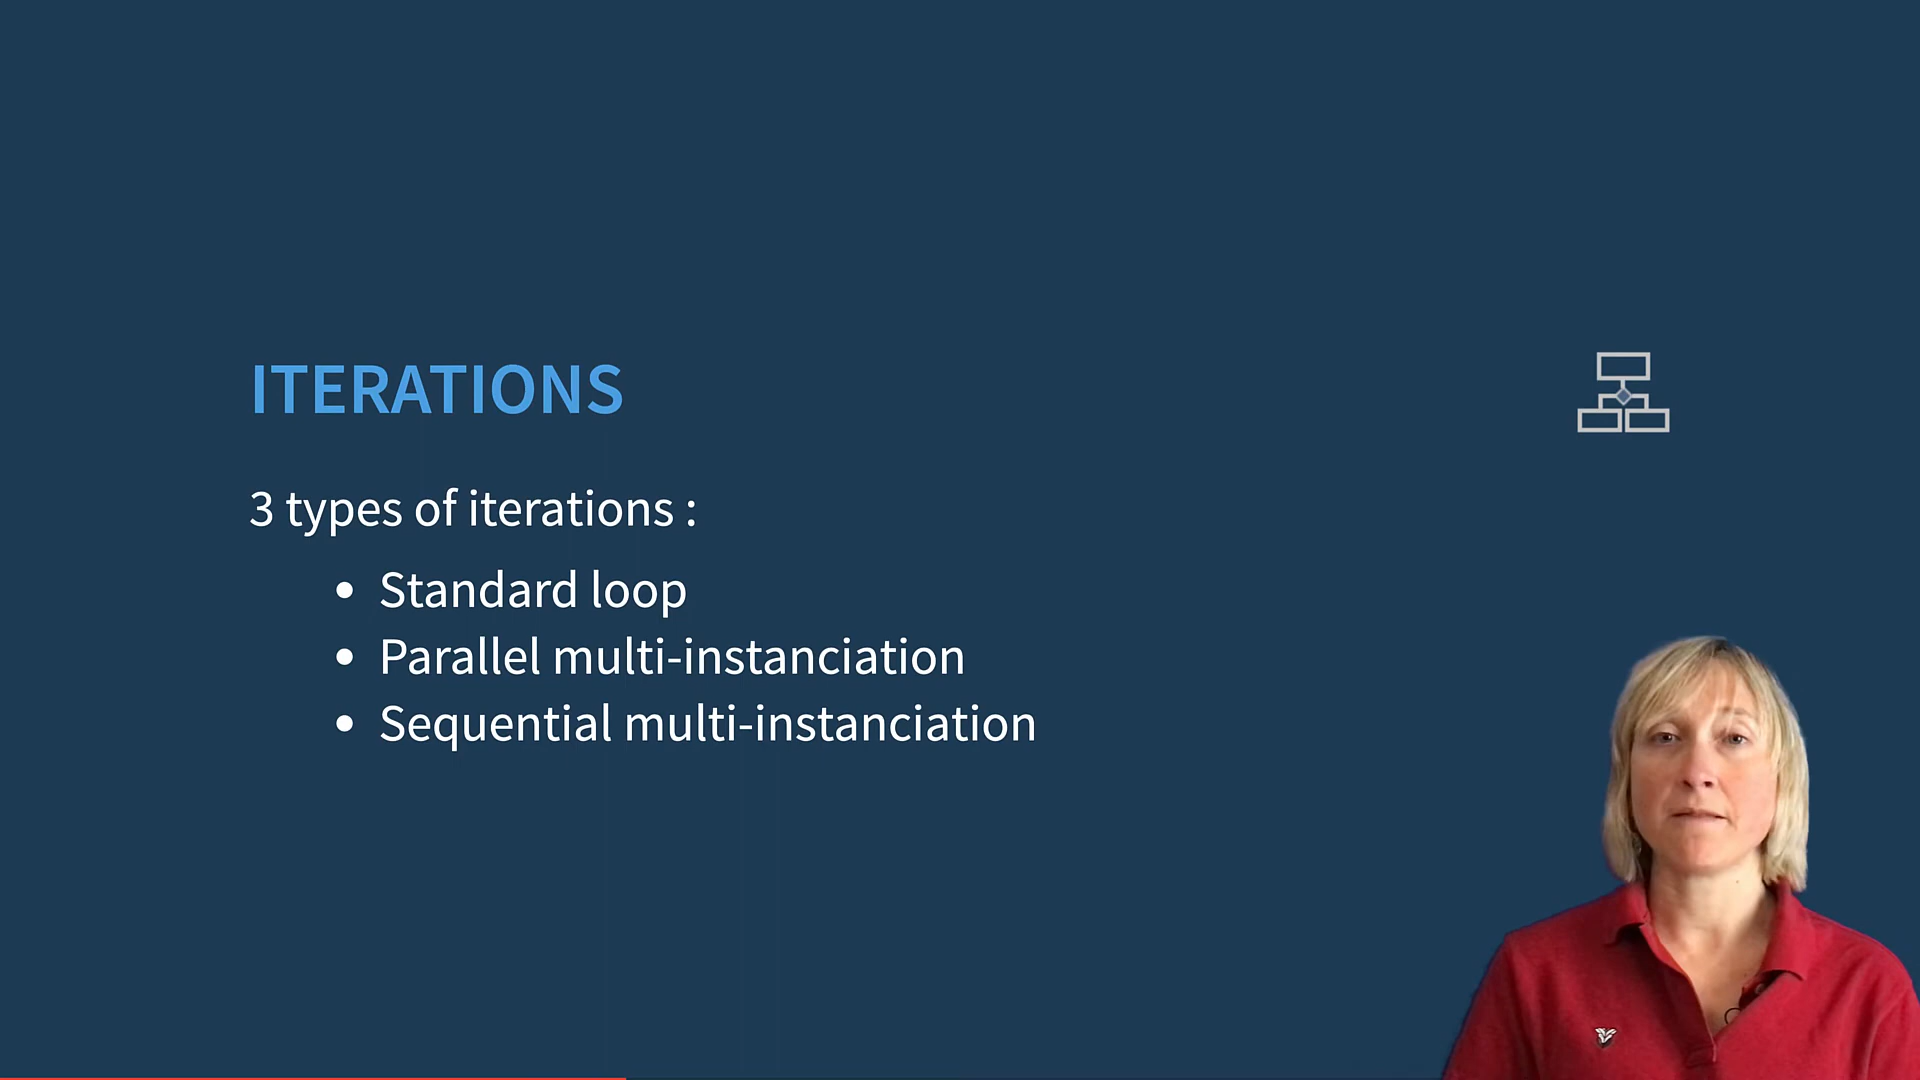 ITERATIONS
3 types of iterations :
• Standard loop
• Parallel multi-instanciation
• Sequential multi-instanciation